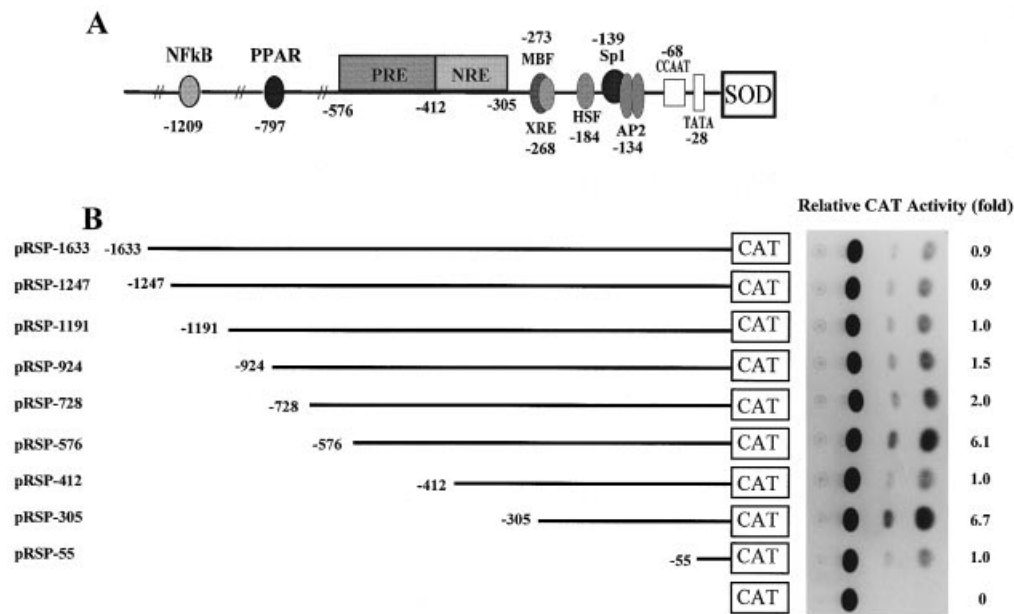 A
NFkB PPAR
PRE NRE
-273
MBF
-139
Sp1
-68
CCAAT
SOD
-1209
-797
-576
-412
-305
XRE
-268
HSF
-184
AP2
-134
TATA
-28
B
Relative CAT Activity (fold)
pRSP-1633 -1633 CAT 0.9
pRSP-1247 -1247 CAT 0.9
pRSP-1191 -1191 CAT 1.0
pRSP-924 -924 CAT 1.5
pRSP-728 -728 CAT 2.0
pRSP-576 -576 CAT 6.1
pRSP-412 -412 CAT 1.0
pRSP-305 -305 CAT 6.7
pRSP-55 -55 CAT 1.0
CAT 0